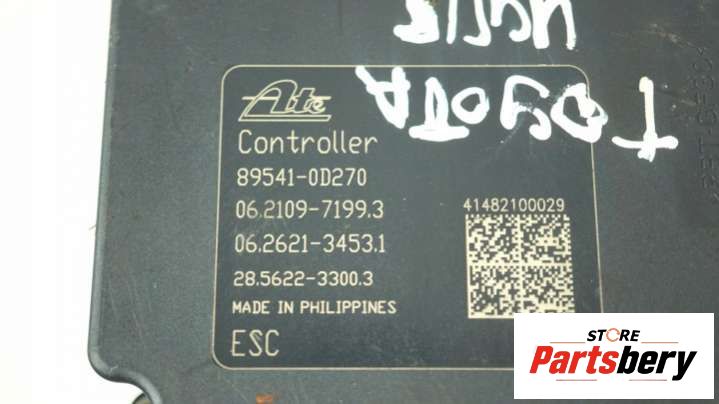 TOYOTA
Ate
Controller
89541-0D270
06.2109-7199.3
41482100029
06.2621-3453.1
28.5622-3300.3
MADE IN PHILIPPINES
ESC
STORE
Partsbery